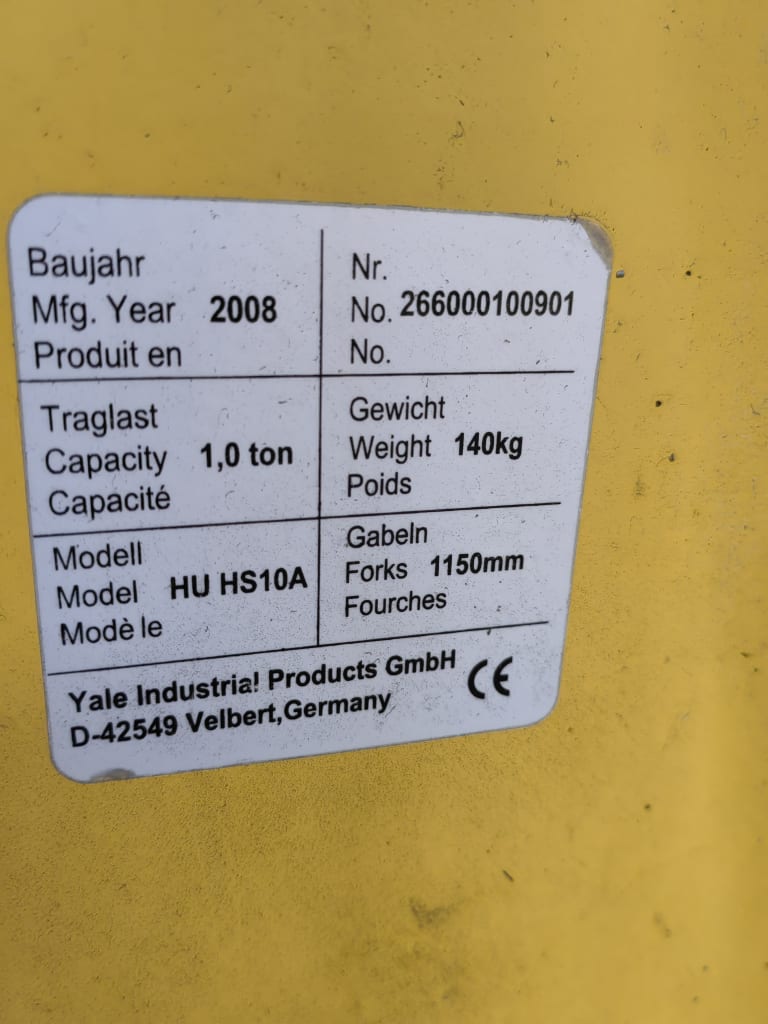 Baujahr
Mfg. Year 2008
Produit en
Nr.
No. 266000100901
No.
Traglast
Capacity 1,0 ton
Capacité
Gewicht
Weight 140kg
Poids
Modell
Model HU HS10A
Modè le
Gabeln
Forks 1150mm
Fourches
Yale Industrial Products GmbH
D-42549 Velbert,Germany
CE